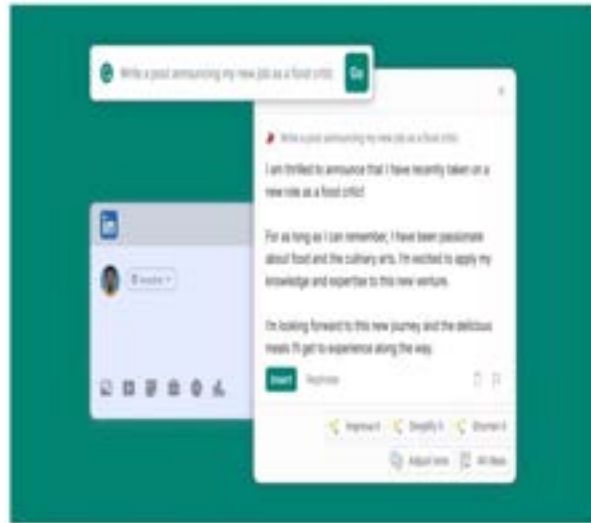 Write a post announcing my new job as a food critic
Go
Write a post announcing my new job as a food critic
I am thrilled to announce that I have recently taken on a
new role as a food critic!
For as long as I can remember, I have been passionate
about food and the culinary arts. I'm excited to apply my
knowledge and expertise to this new venture.
I'm looking forward to this new journey and the delicious
meals I'll get to experience along the way.
in
Insert Rephrase
Improve it Simplify it Shorten it
Adjust tone All ideas